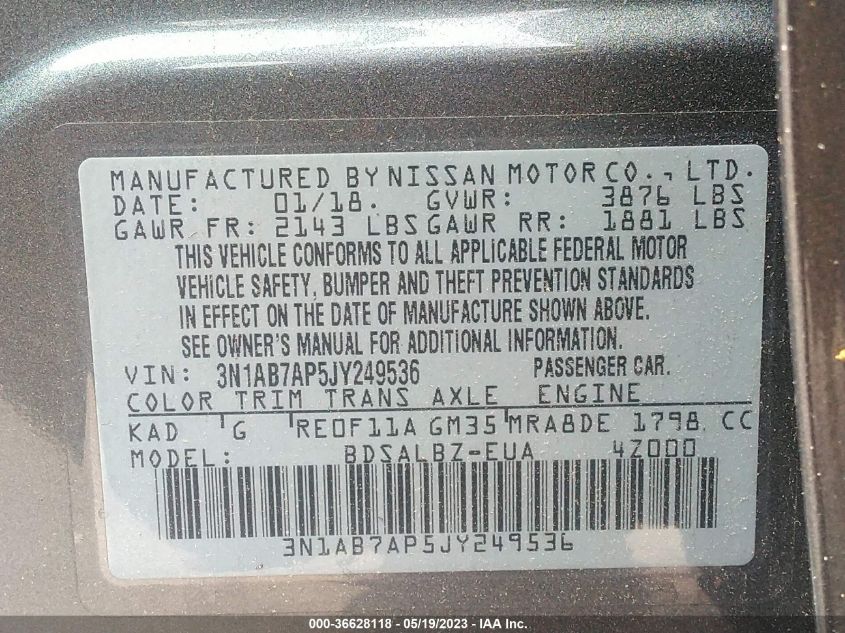 MANUFACTURED BY NISSAN MOTOR CO., LTD.
DATE: 01/18. GVWR: 3876 LBS
GAWR FR: 2143 LBS GAWR RR: 1881 LBS
THIS VEHICLE CONFORMS TO ALL APPLICABLE FEDERAL MOTOR
VEHICLE SAFETY, BUMPER AND THEFT PREVENTION STANDARDS
IN EFFECT ON THE DATE OF MANUFACTURE SHOWN ABOVE.
SEE OWNER'S MANUAL FOR ADDITIONAL INFORMATION.
VIN: 3N1AB7AP5JY249536 PASSENGER CAR.
COLOR TRIM TRANS AXLE ENGINE
KAD G RE0F11A GM35 MRA8DE 1798 CC
MODEL: BDSALBZ-EUA 4Z000
3N1AB7AP5JY249536
000-36628118 - 05/19/2023 - IAA, Inc.